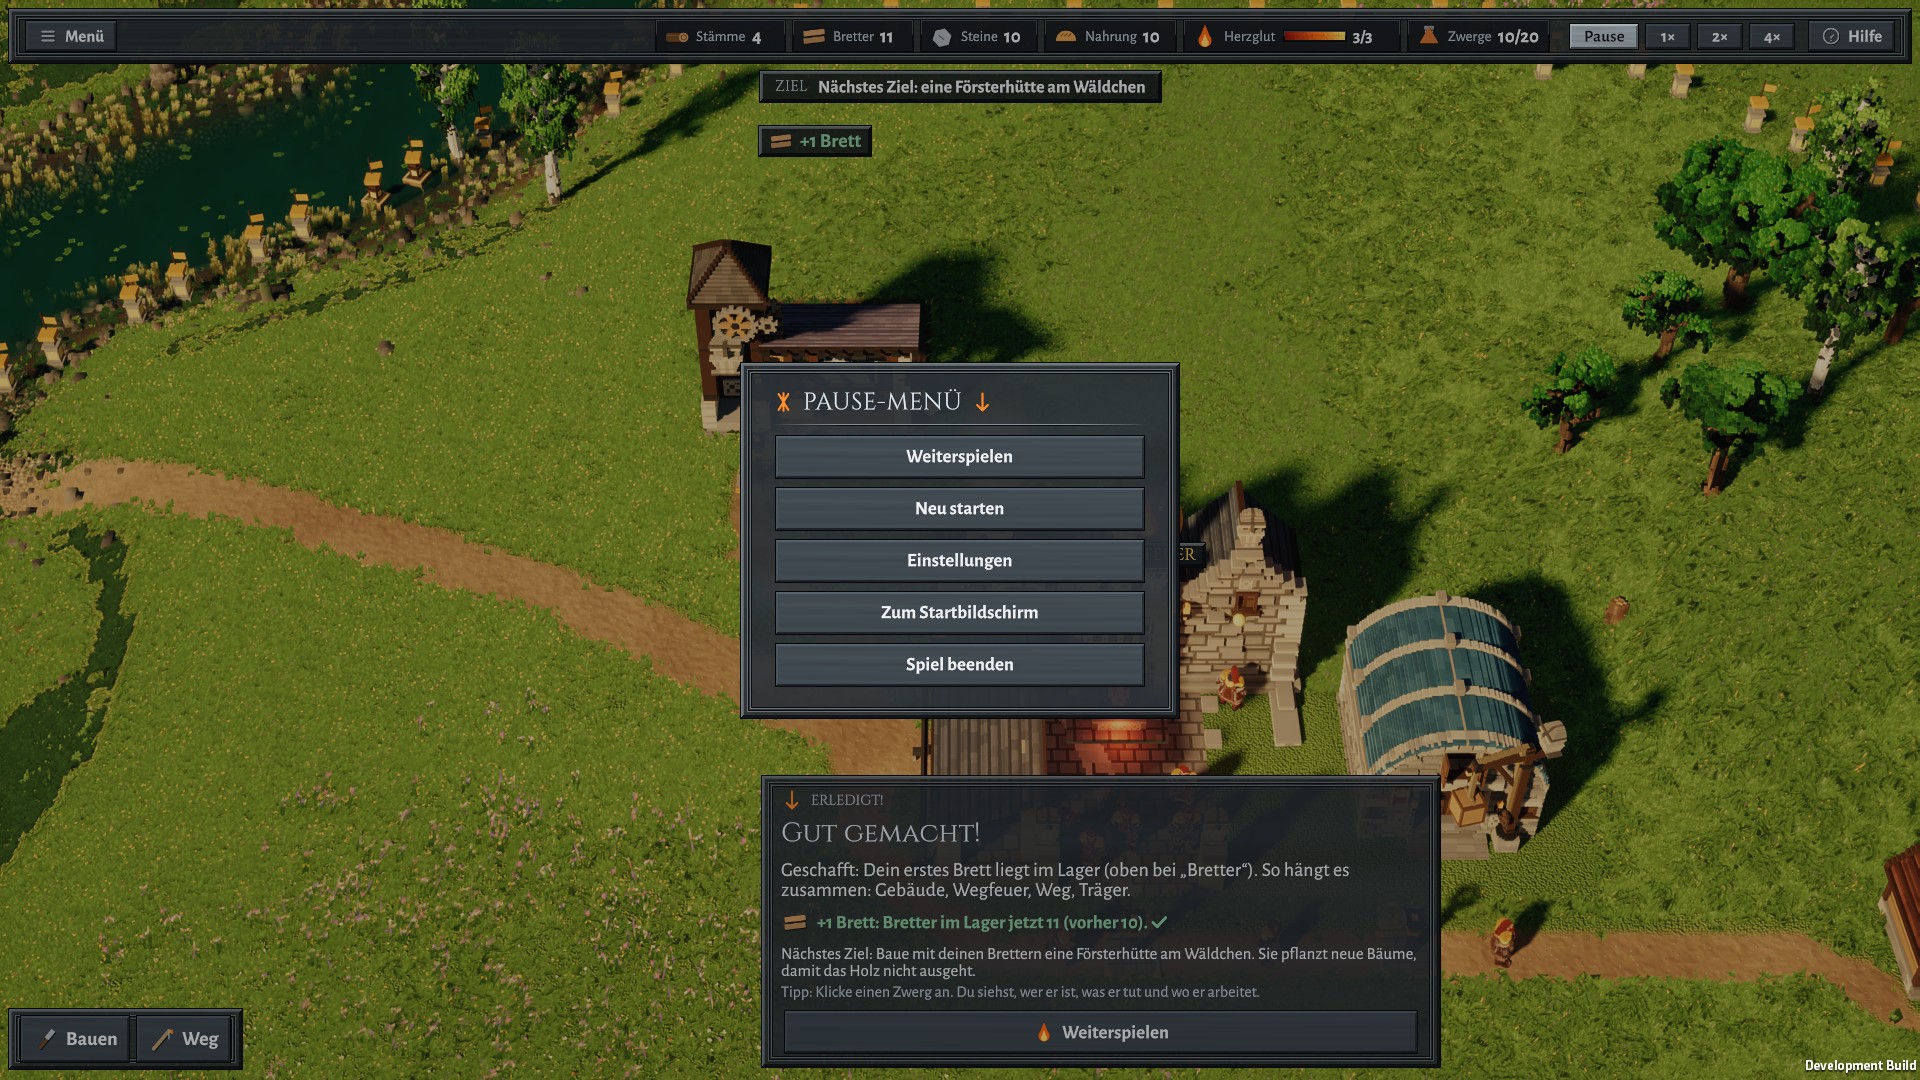 Menü
Stämme 4
Bretter 11
Steine 10
Nahrung 10
Herzglut 3/3
Zwerge 10/20
Pause
1×
2×
4×
Hilfe
ZIEL Nächstes Ziel: eine Försterhütte am Wäldchen
+1 Brett
PAUSE-MENÜ
Weiterspielen
Neu starten
Einstellungen
Zum Startbildschirm
Spiel beenden
ERLEDIGT!
GUT GEMACHT!
Geschafft: Dein erstes Brett liegt im Lager (oben bei „Bretter“). So hängt es
zusammen: Gebäude, Wegfeuer, Weg, Träger.
+1 Brett: Bretter im Lager jetzt 11 (vorher 10). ✓
Nächstes Ziel: Baue mit deinen Brettern eine Försterhütte am Wäldchen. Sie pflanzt neue Bäume,
damit das Holz nicht ausgeht.
Tipp: Klicke einen Zwerg an. Du siehst, wer er ist, was er tut und wo er arbeitet.
Weiterspielen
Bauen
Weg
Development Build